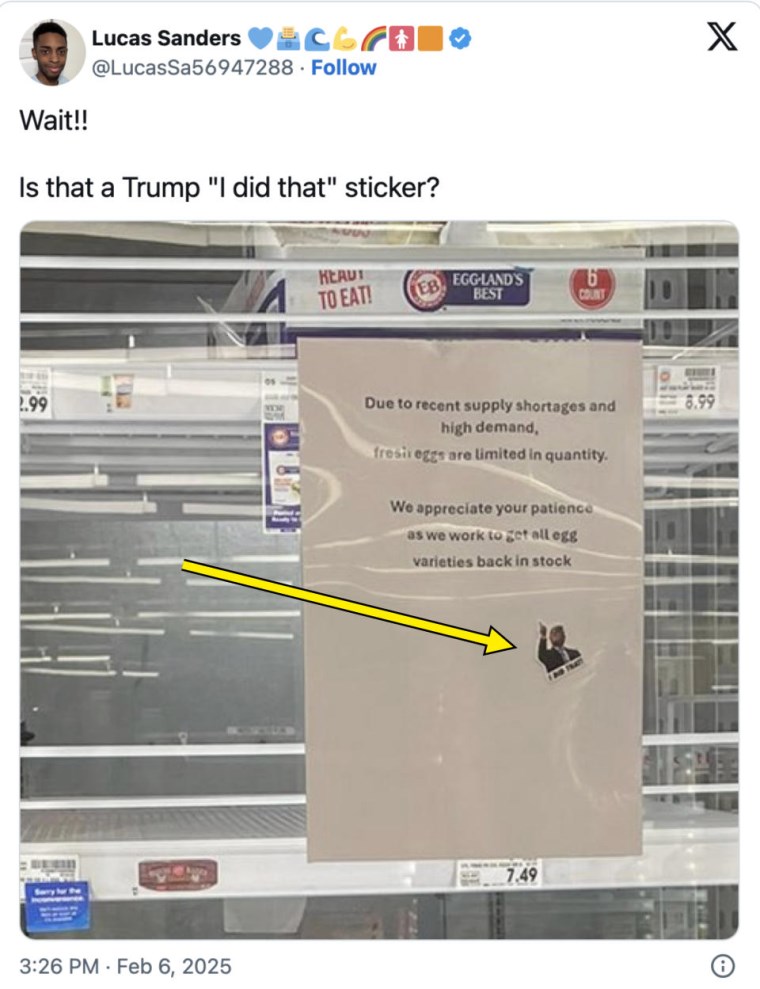 Lucas Sanders
@LucasSa56947288 · Follow
Wait!!
Is that a Trump "I did that" sticker?
READY
TO EAT!
EB
EGG·LAND'S
BEST
6
COUNT
.99
8.99
Due to recent supply shortages and
high demand,
fresh eggs are limited in quantity.
We appreciate your patience
as we work to get all egg
varieties back in stock
I DID THAT!
7.49
Sorry for the
inconvenience
3:26 PM · Feb 6, 2025